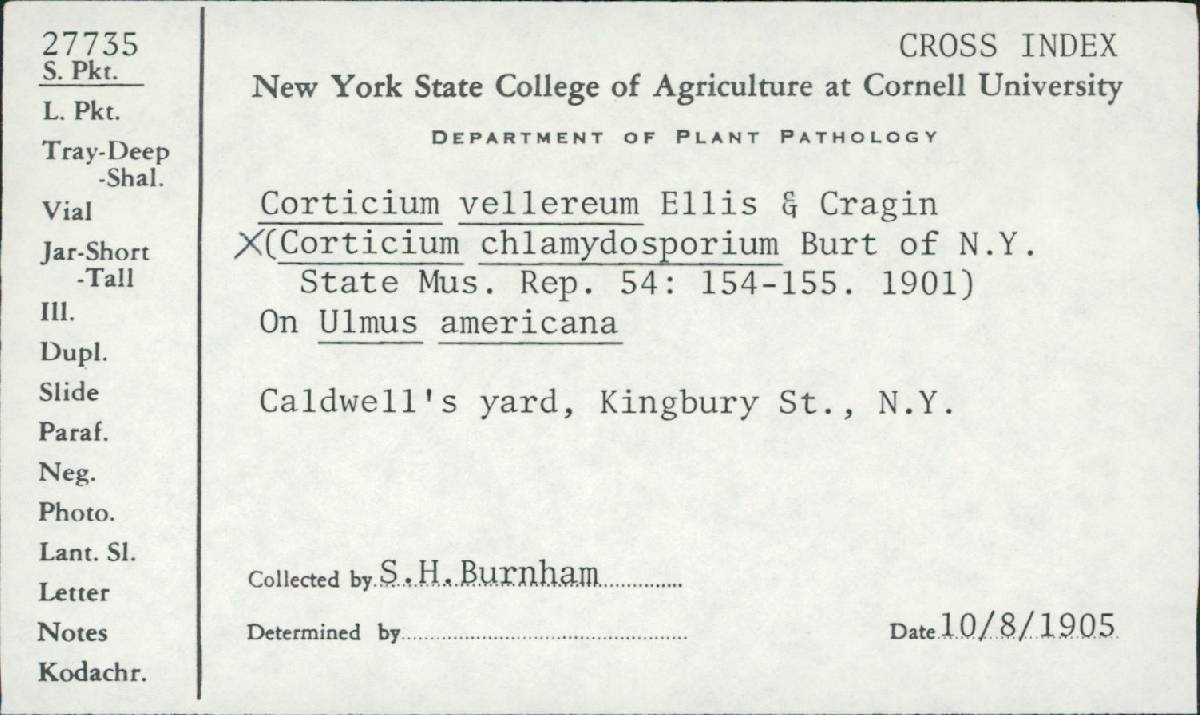 27735
S. Pkt.
L. Pkt.
Tray-Deep
-Shal.
Vial
Jar-Short
-Tall
Ill.
Dupl.
Slide
Paraf.
Neg.
Photo.
Lant. Sl.
Letter
Notes
Kodachr.
CROSS INDEX
New York State College of Agriculture at Cornell University
DEPARTMENT OF PLANT PATHOLOGY
Corticium vellereum Ellis & Cragin
X(Corticium chlamydosporium Burt of N.Y.
State Mus. Rep. 54: 154-155. 1901)
On Ulmus americana
Caldwell's yard, Kingbury St., N.Y.
Collected by S.H.Burnham
Determined by
Date 10/8/1905